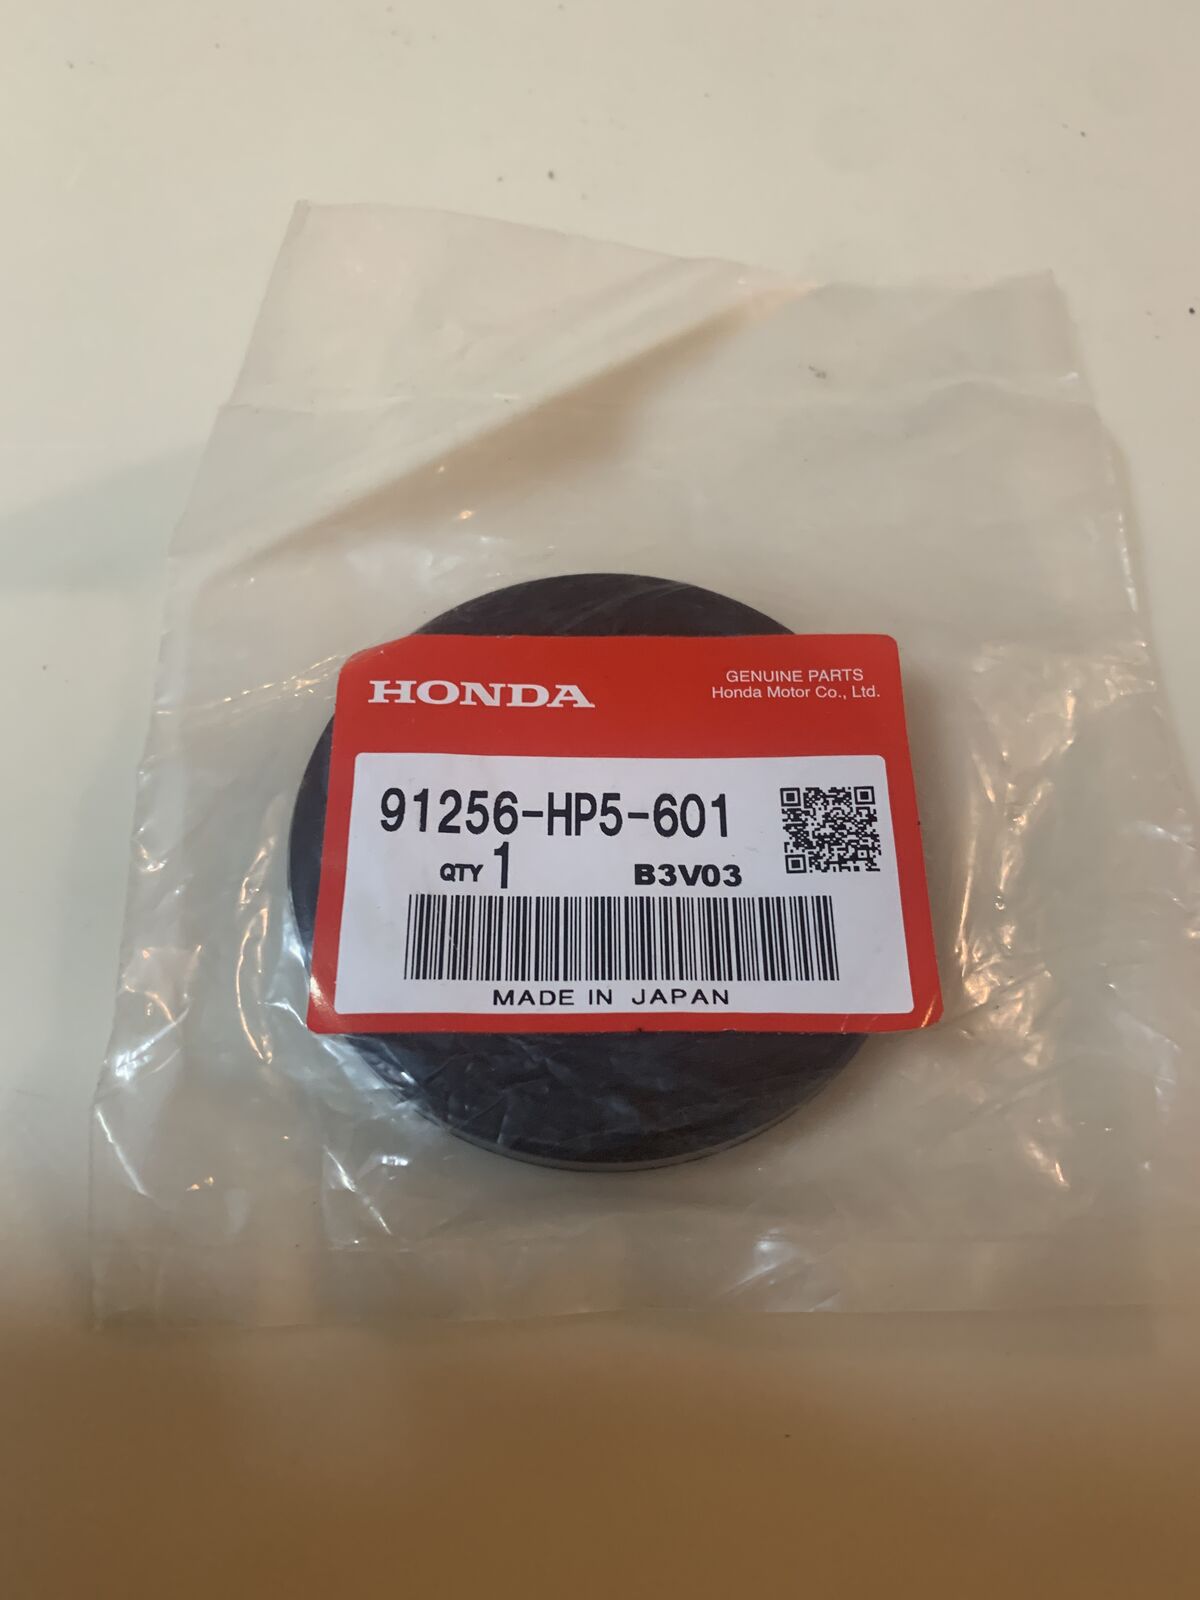 HONDA
GENUINE PARTS
Honda Motor Co., Ltd.
91256-HP5-601
QTY 1 B3V03
MADE IN JAPAN